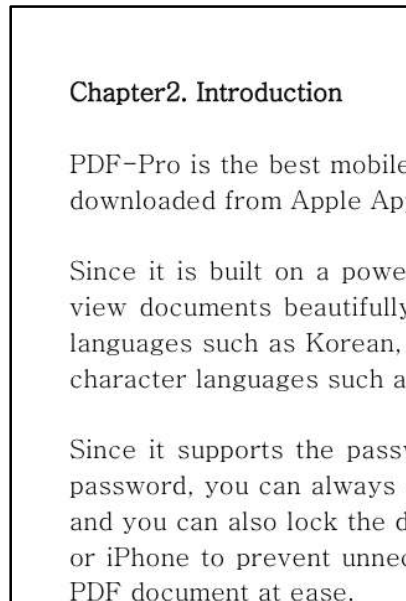 Chapter2. Introduction
PDF-Pro is the best mobile
downloaded from Apple
Since it is built on a
view documents beautifully
languages such as Korean,
character languages such
Since it supports the
password, you can always
and you can also lock the
or iPhone to prevent
PDF document at ease.